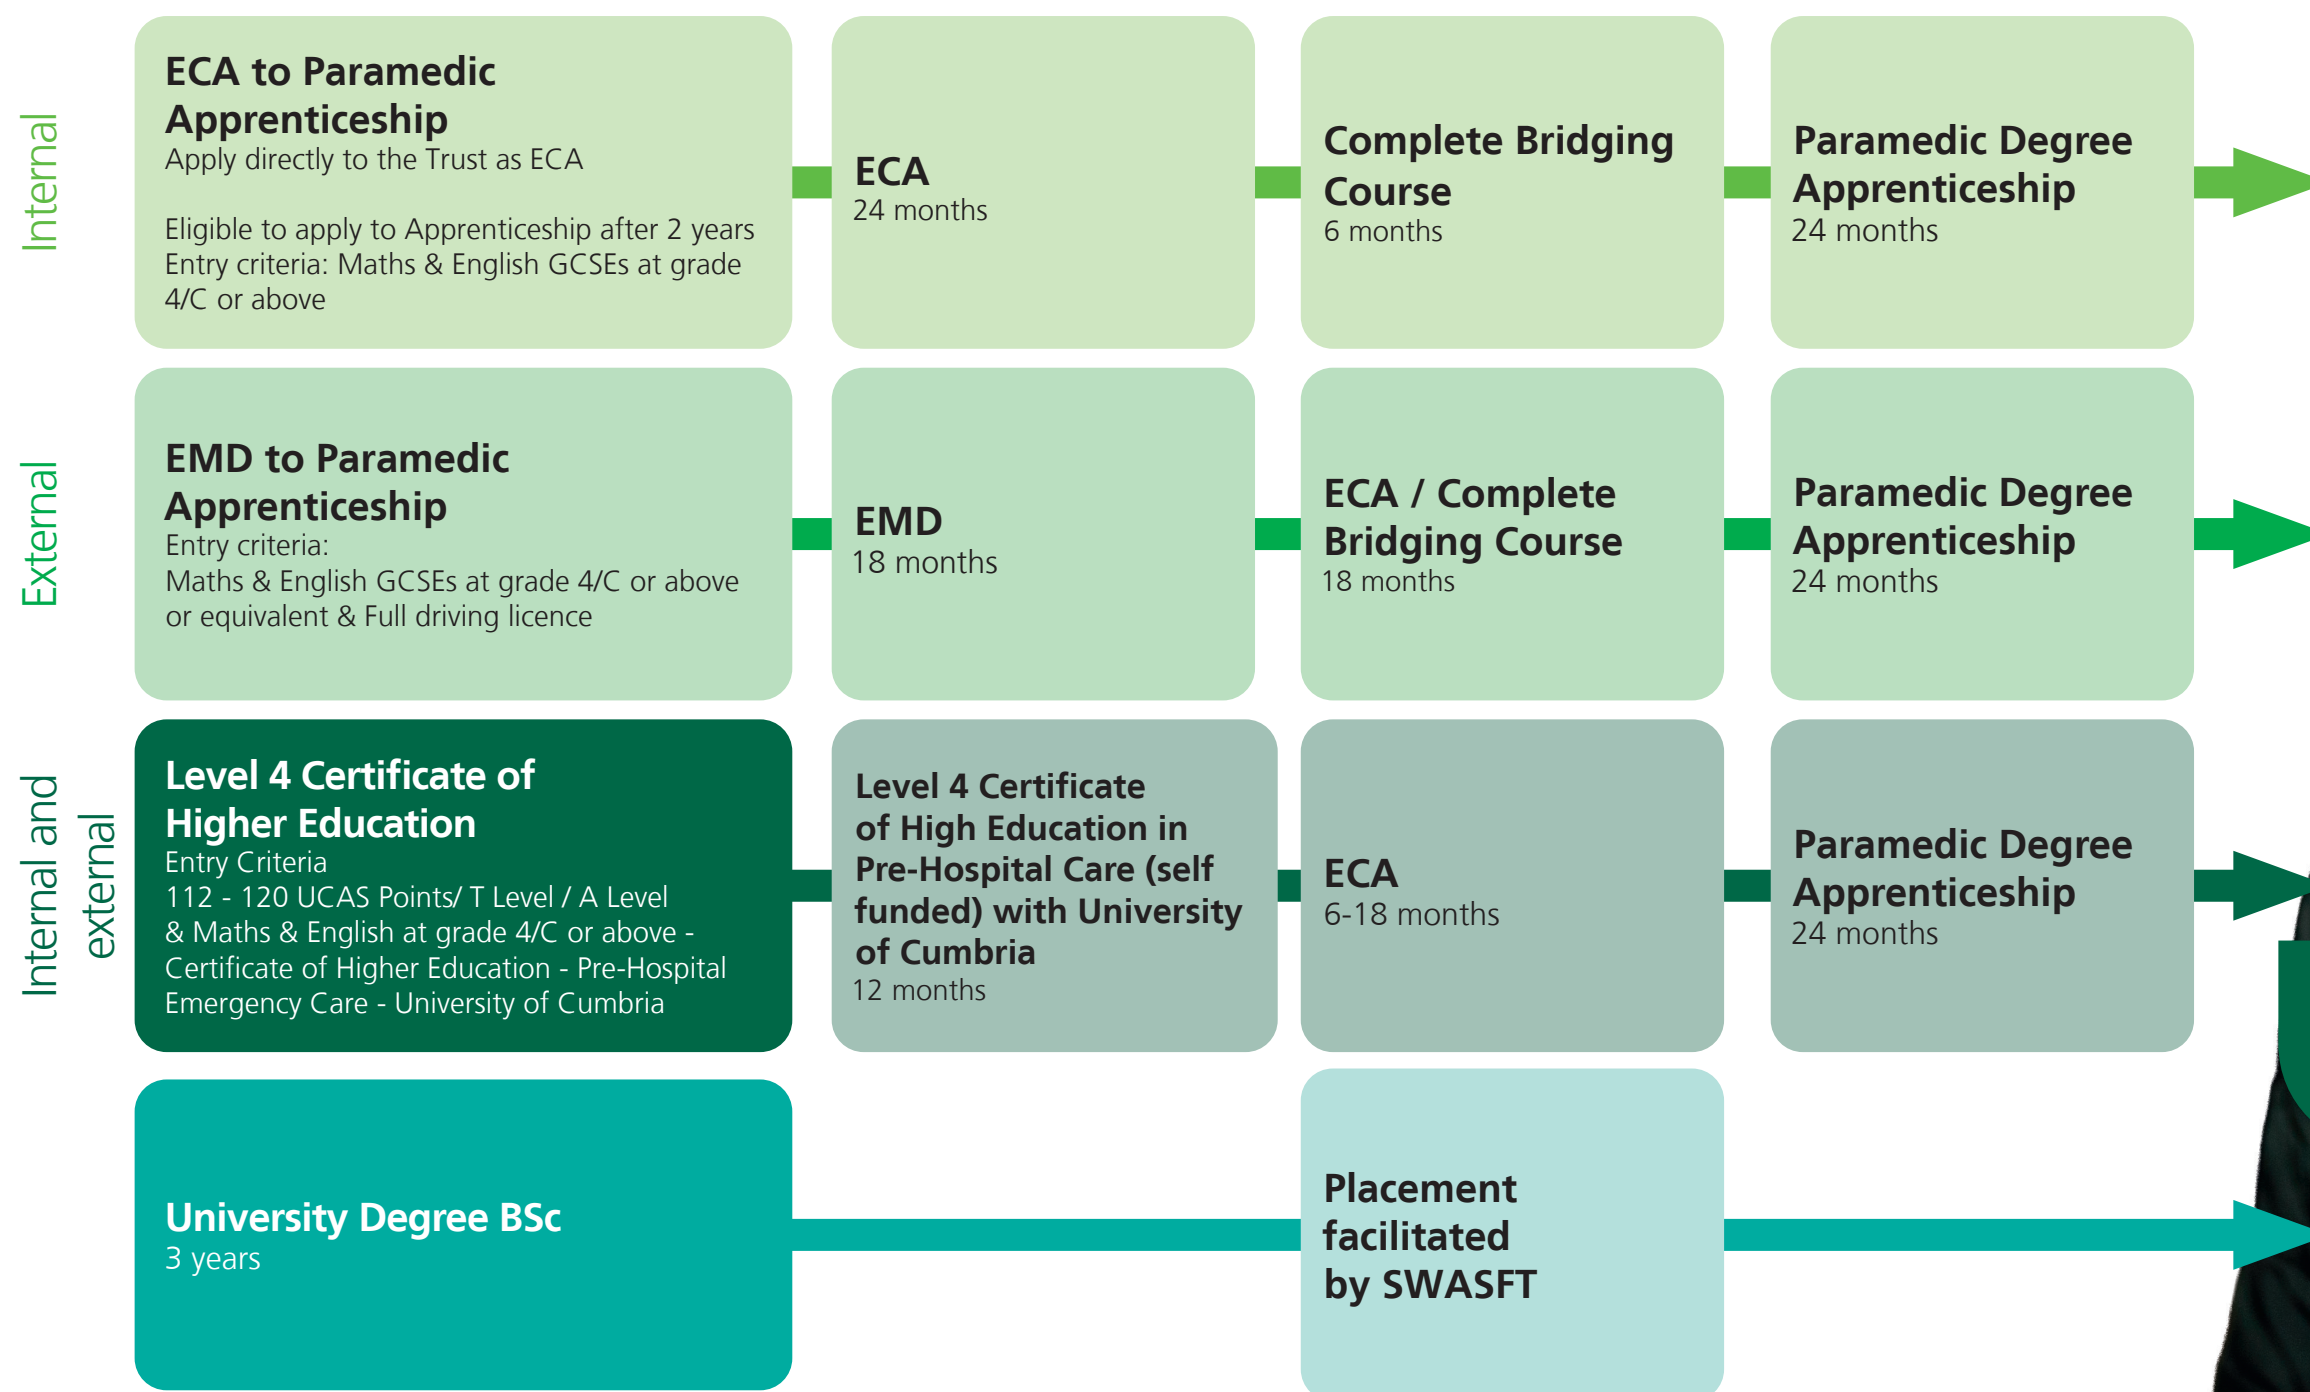 Internal
ECA to Paramedic
Apprenticeship
Apply directly to the Trust as ECA
Eligible to apply to Apprenticeship after 2 years
Entry criteria: Maths & English GCSEs at grade
4/C or above
ECA
24 months
Complete Bridging
Course
6 months
Paramedic Degree
Apprenticeship
24 months
External
EMD to Paramedic
Apprenticeship
Entry criteria:
Maths & English GCSEs at grade 4/C or above
or equivalent & Full driving licence
EMD
18 months
ECA / Complete
Bridging Course
18 months
Paramedic Degree
Apprenticeship
24 months
Internal and
external
Level 4 Certificate of
Higher Education
Entry Criteria
112 - 120 UCAS Points/ T Level / A Level
& Maths & English at grade 4/C or above -
Certificate of Higher Education - Pre-Hospital
Emergency Care - University of Cumbria
Level 4 Certificate
of High Education in
Pre-Hospital Care (self
funded) with University
of Cumbria
12 months
ECA
6-18 months
Paramedic Degree
Apprenticeship
24 months
University Degree BSc
3 years
Placement
facilitated
by SWASFT